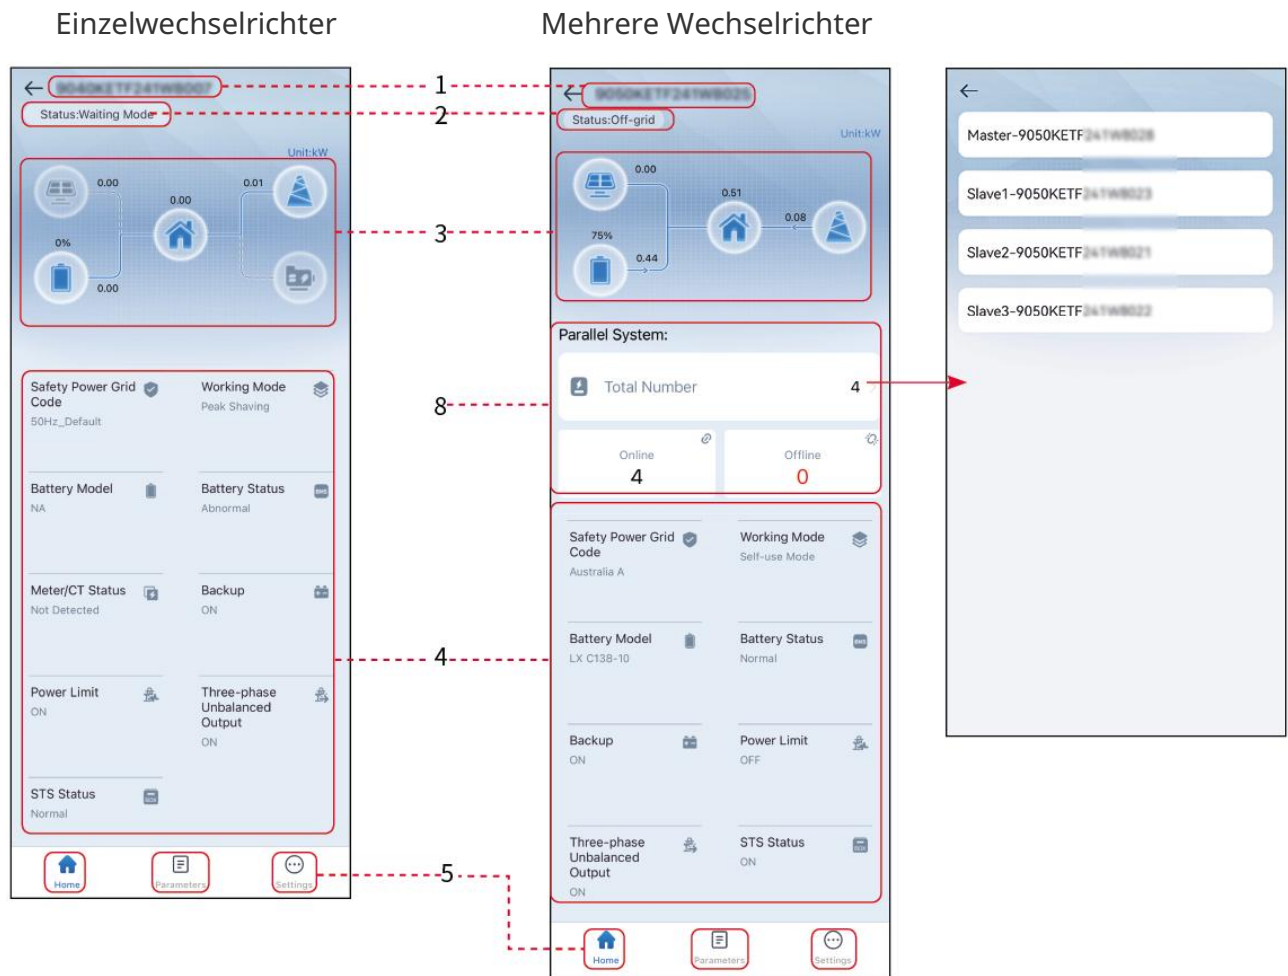 Einzelwechselrichter
Mehrere Wechselrichter
Status:Waiting Mode
Unit:kW
0.00
0.01
0.00
0%
0.00
Safety Power Grid
Code
50Hz_Default
Working Mode
Peak Shaving
Battery Model
NA
Battery Status
Abnormal
Meter/CT Status
Not Detected
Backup
ON
Power Limit
ON
Three-phase
Unbalanced
Output
ON
STS Status
Normal
Home
Parameters
Settings
1
2
3
8
4
5
Status:Off-grid
Unit:kW
0.00
0.51
0.08
75%
0.44
Parallel System:
Total Number
4
Online
4
Offline
0
Safety Power Grid
Code
Australia A
Working Mode
Self-use Mode
Battery Model
LX C138-10
Battery Status
Normal
Backup
ON
Power Limit
OFF
Three-phase
Unbalanced
Output
ON
STS Status
ON
Home
Parameters
Settings
Master-9050KETF
Slave1-9050KETF
Slave2-9050KETF
Slave3-9050KETF